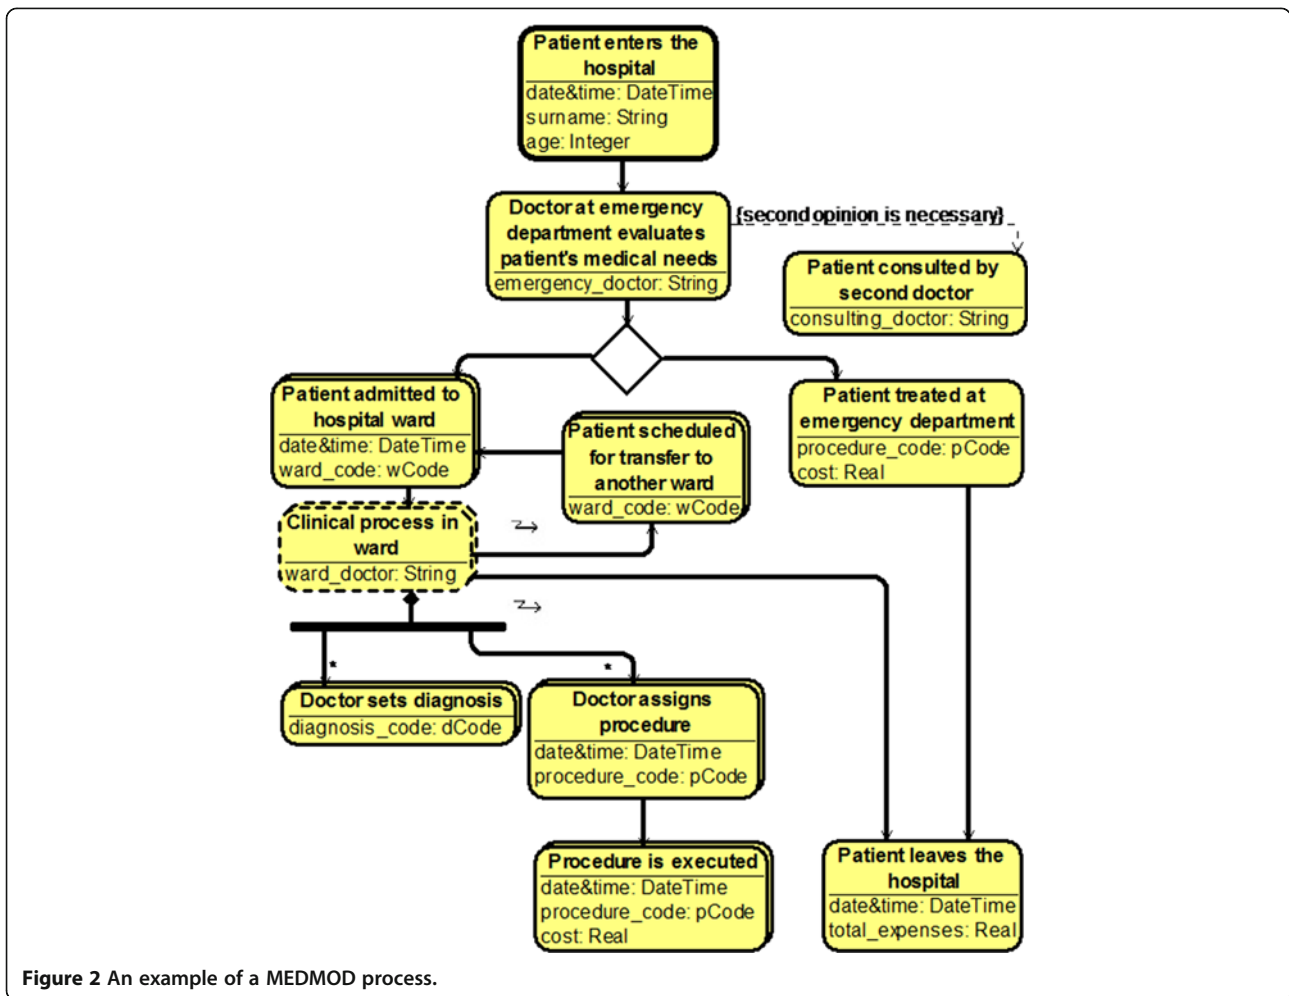 Patient enters the
hospital
date&time: DateTime
surname: String
age: Integer
Doctor at emergency
department evaluates
patient's medical needs
emergency_doctor: String
{second opinion is necessary}
Patient consulted by
second doctor
consulting_doctor: String
Patient admitted to
hospital ward
date&time: DateTime
ward_code: wCode
Patient scheduled
for transfer to
another ward
ward_code: wCode
Patient treated at
emergency department
procedure_code: pCode
cost: Real
Clinical process in
ward
ward_doctor: String
*
*
Doctor sets diagnosis
diagnosis_code: dCode
Doctor assigns
procedure
date&time: DateTime
procedure_code: pCode
Procedure is executed
date&time: DateTime
procedure_code: pCode
cost: Real
Patient leaves the
hospital
date&time: DateTime
total_expenses: Real
Figure 2 An example of a MEDMOD process.